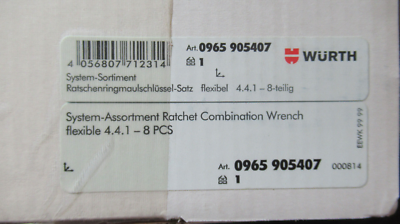 4 056807 712314
Art. 0965 905407
1
WÜRTH
System-Sortiment
Ratschenringmaulschlüssel-Satz flexibel 4.4.1 – 8-teilig
System-Assortment Ratchet Combination Wrench
flexible 4.4.1 – 8 PCS
Art. 0965 905407
1
000814